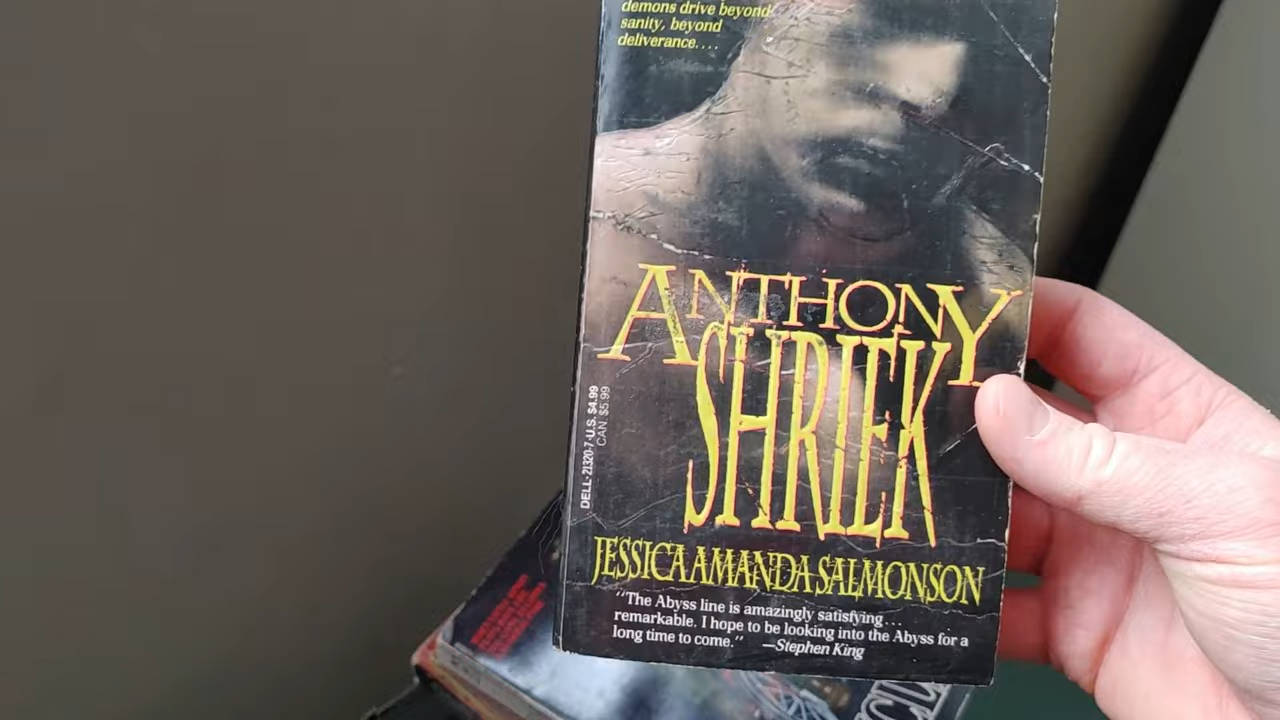 demons drive beyond
sanity, beyond
deliverance....
ANTHONY
SHRIEK
DELL•21320-7•U.S. $4.99
CAN. $5.99
JESSICA AMANDA SALMONSON
"The Abyss line is amazingly satisfying...
remarkable. I hope to be looking into the Abyss for a
long time to come." —Stephen King